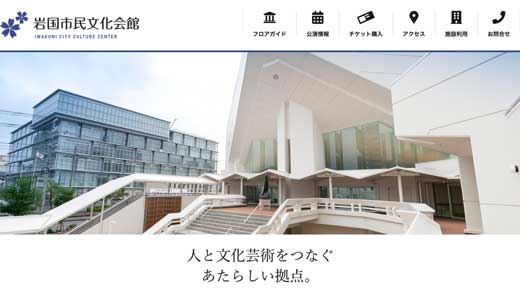 岩国市民文化会館
IWAKUNI CITY CULTURE CENTER
フロアガイド
公演情報
チケット購入
アクセス
施設利用
お問合せ
人と文化芸術をつなぐ
あたらしい拠点。